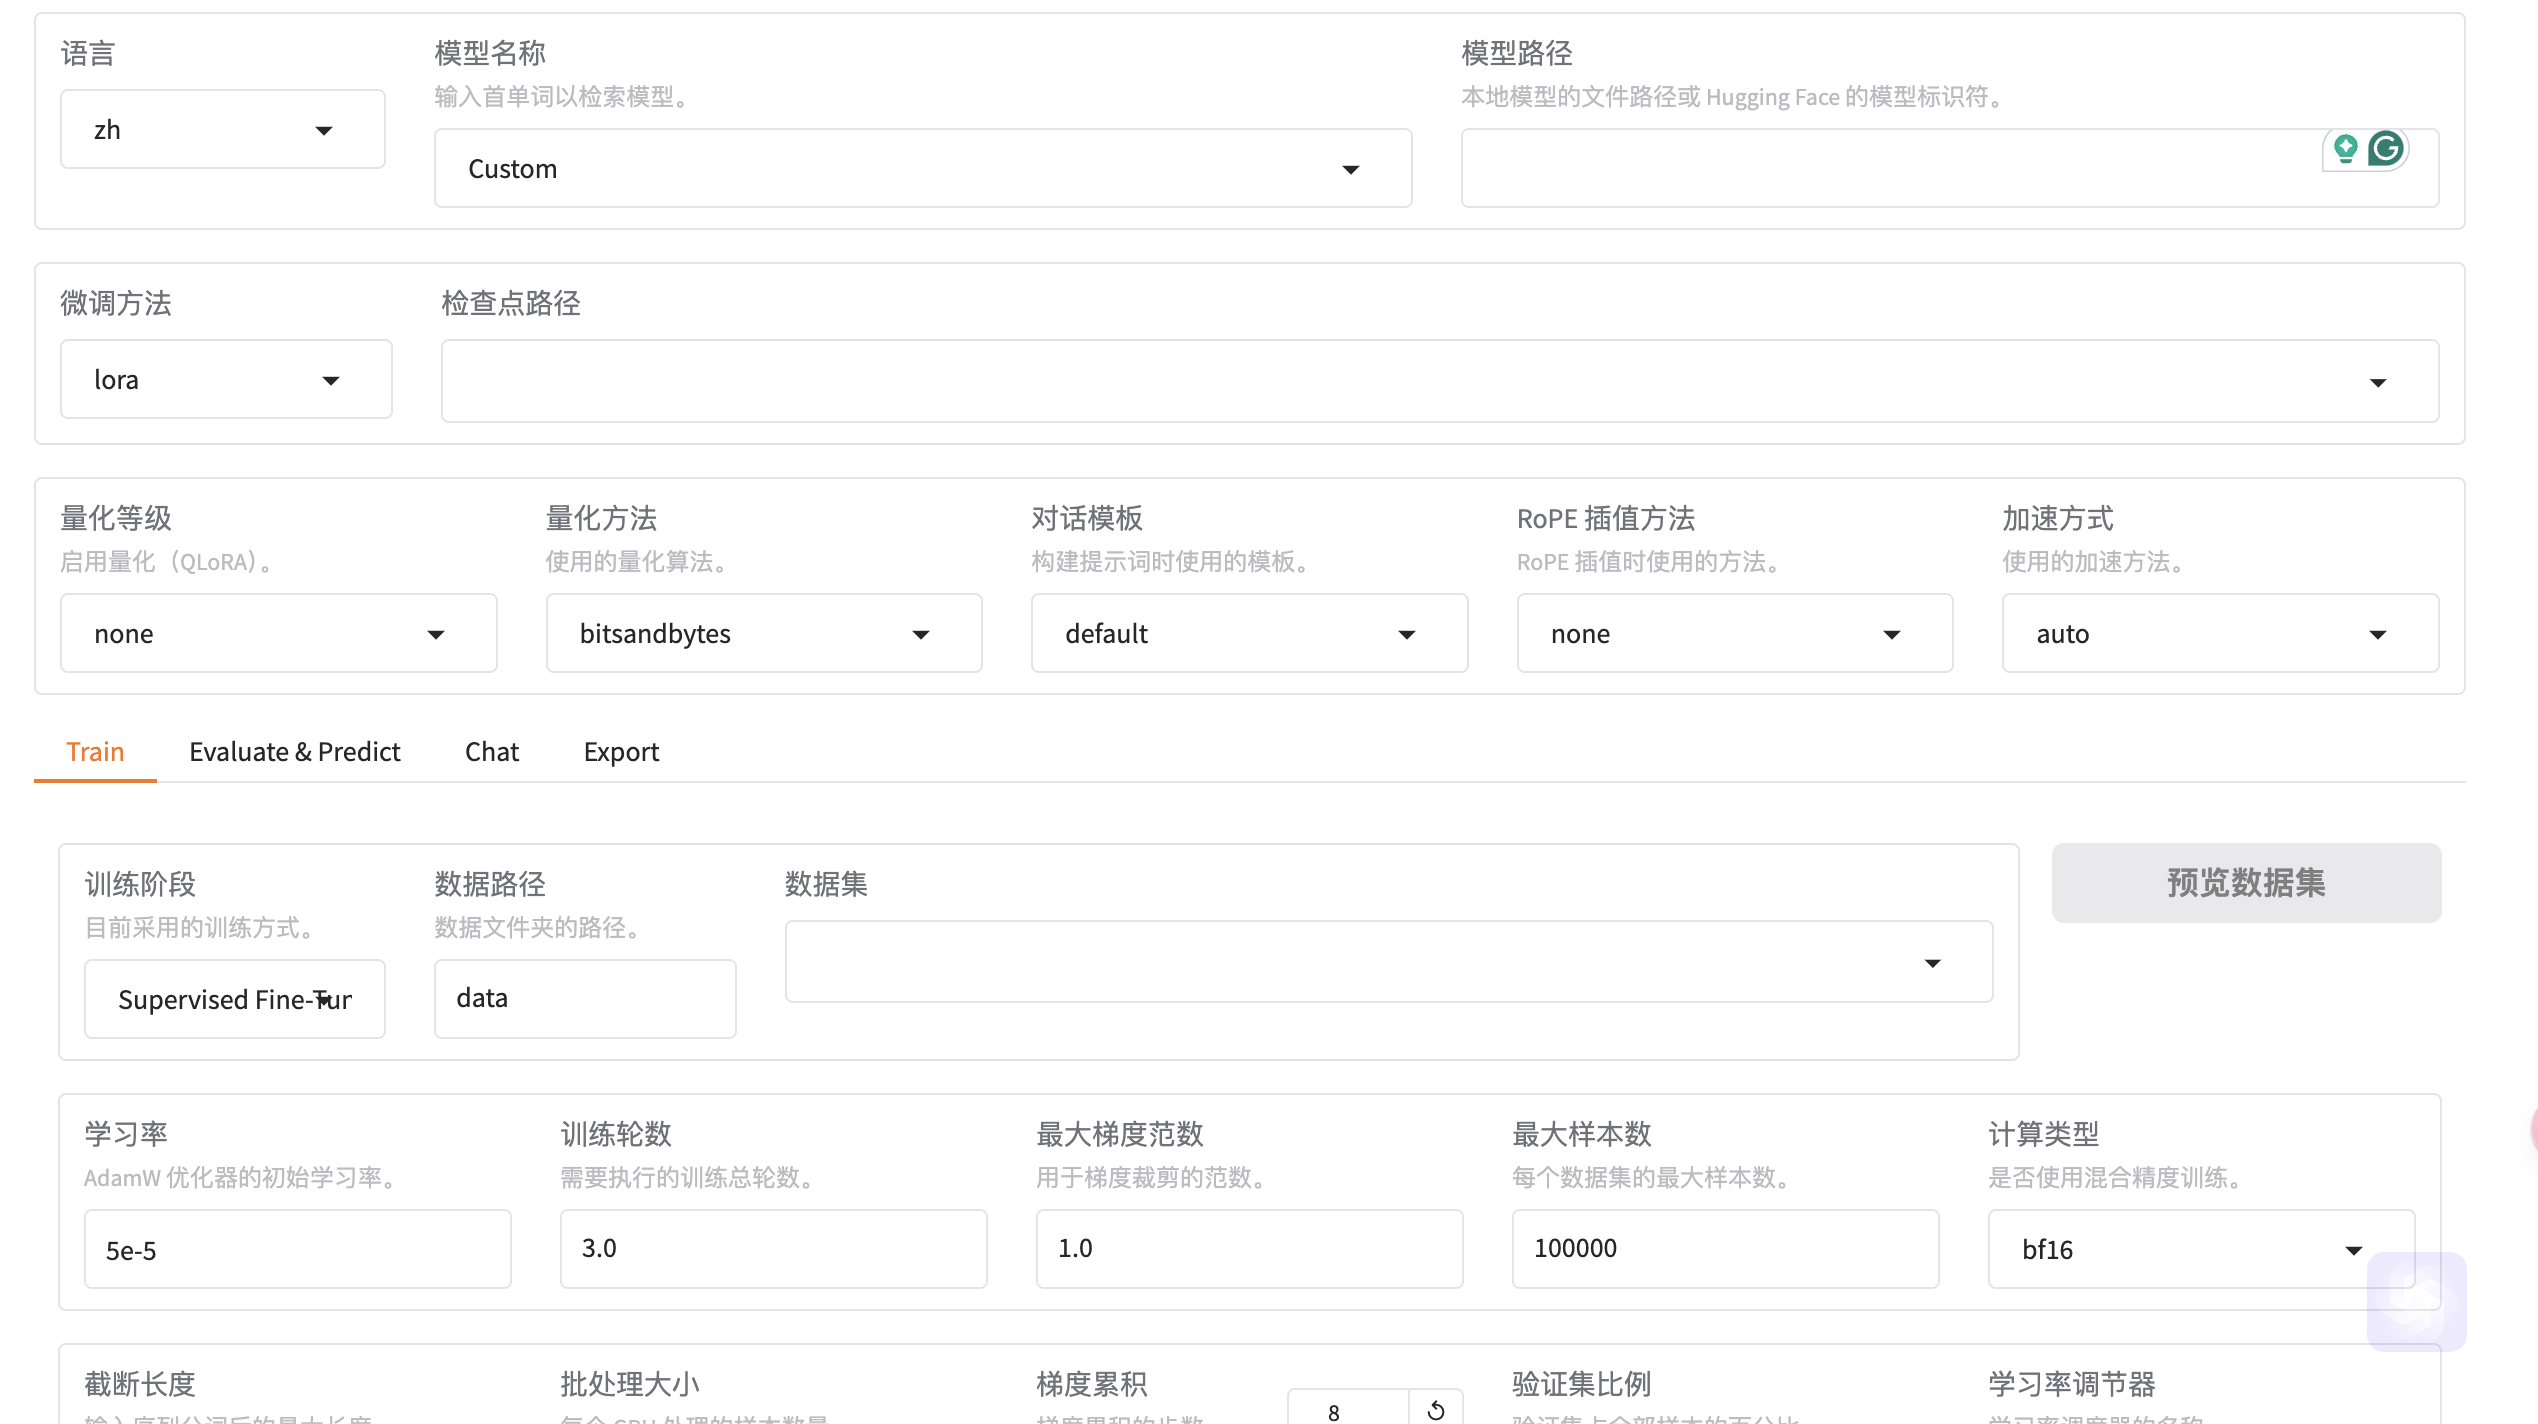 语言
模型名称
模型路径
输入首单词以检索模型。
本地模型的文件路径或 Hugging Face 的模型标识符。
zh
Custom
微调方法
检查点路径
lora
量化等级
量化方法
对话模板
RoPE 插值方法
加速方式
启用量化（QLoRA）。
使用的量化算法。
构建提示词时使用的模板。
RoPE 插值时使用的方法。
使用的加速方法。
none
bitsandbytes
default
none
auto
Train
Evaluate & Predict
Chat
Export
训练阶段
数据路径
数据集
预览数据集
目前采用的训练方式。
数据文件夹的路径。
Supervised Fine-Tun
data
学习率
训练轮数
最大梯度范数
最大样本数
计算类型
AdamW 优化器的初始学习率。
需要执行的训练总轮数。
用于梯度裁剪的范数。
每个数据集的最大样本数。
是否使用混合精度训练。
5e-5
3.0
1.0
100000
bf16
截断长度
批处理大小
梯度累积
8
验证集比例
学习率调节器